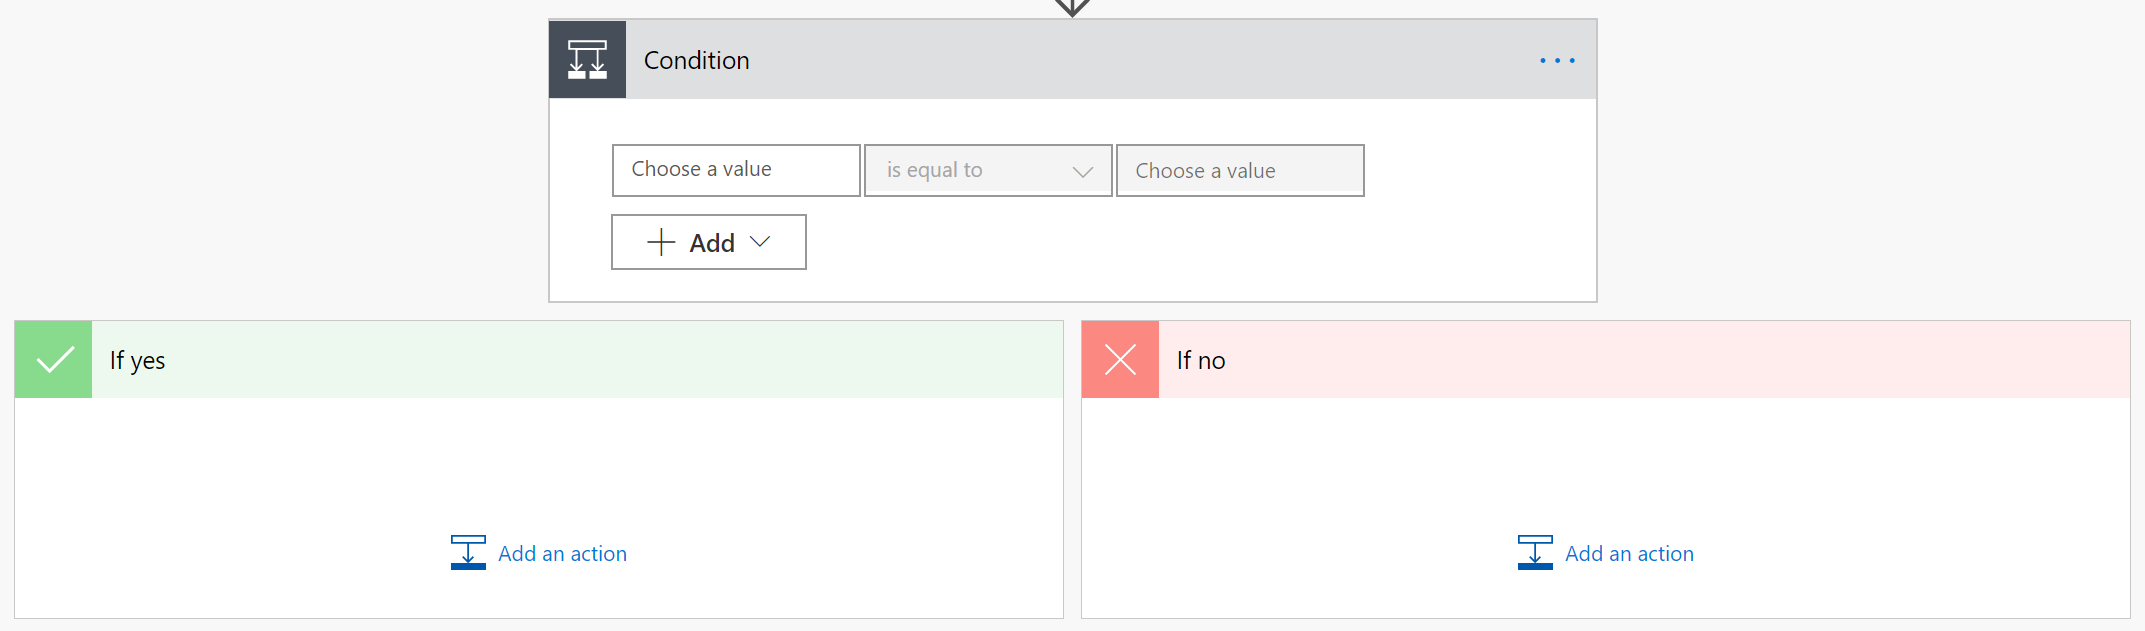 Condition
Choose a value
is equal to
Choose a value
Add
If yes
If no
Add an action
Add an action